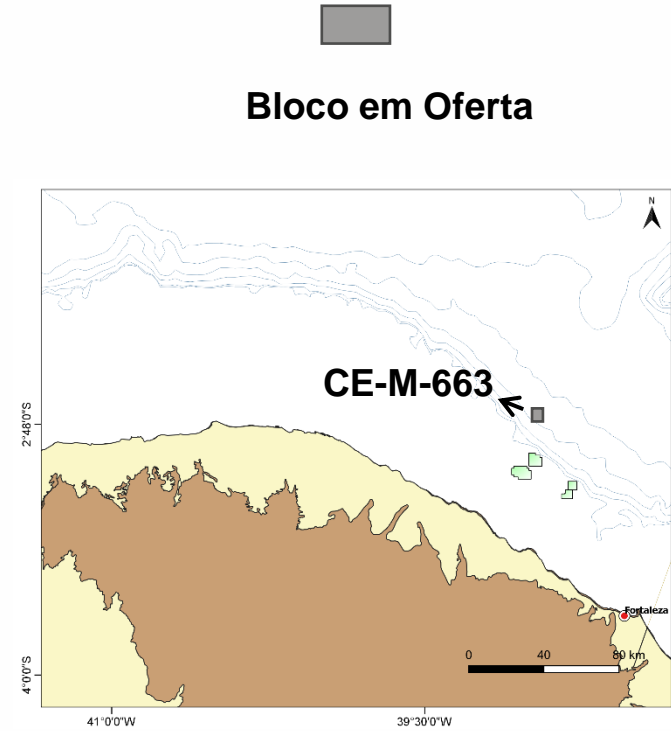 Bloco em Oferta
N
CE-M-663
2°48'0"S
Fortaleza
0 40 80 km
4°0'0"S
41°0'0"W 39°30'0"W